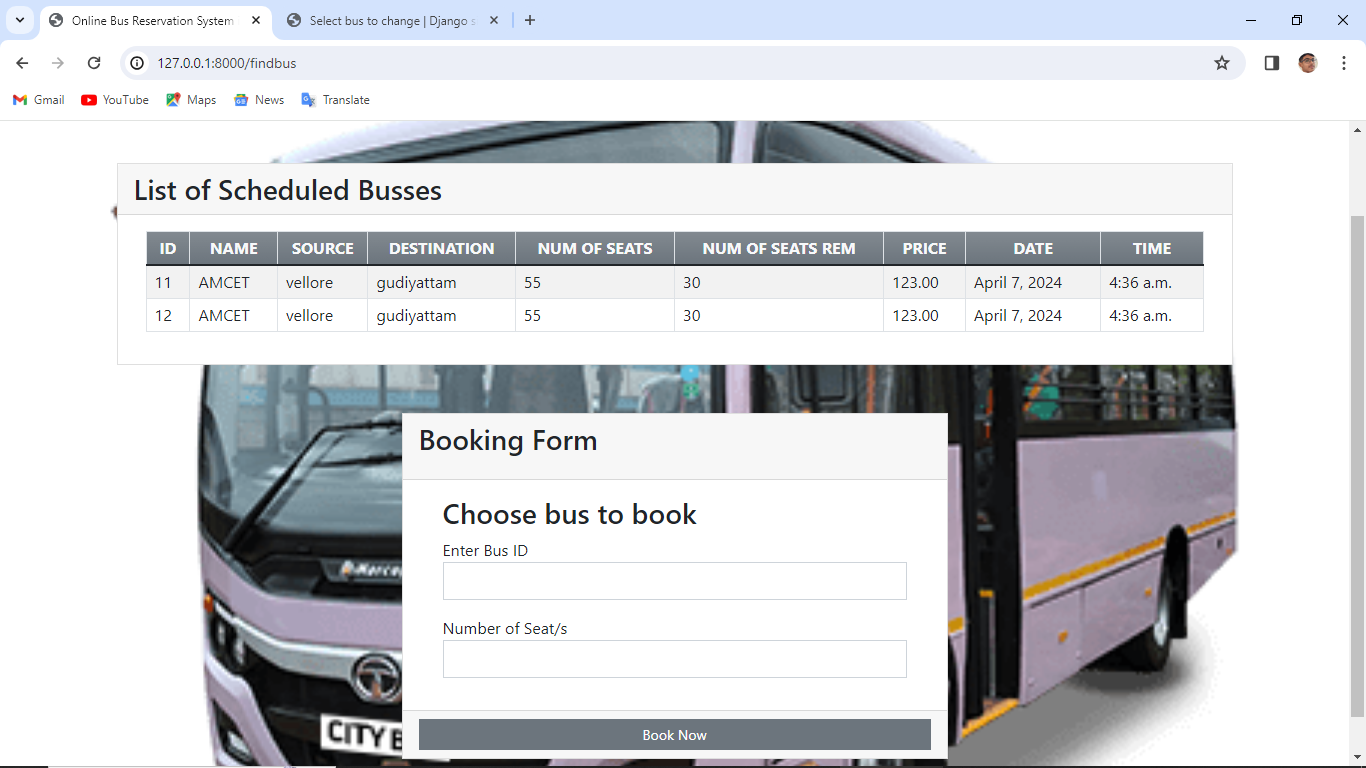 Online Bus Reservation System
Select bus to change | Django s
127.0.0.1:8000/findbus
Gmail YouTube Maps News Translate
List of Scheduled Busses
ID NAME SOURCE DESTINATION NUM OF SEATS NUM OF SEATS REM PRICE DATE TIME
11 AMCET vellore gudiyattam 55 30 123.00 April 7, 2024 4:36 a.m.
12 AMCET vellore gudiyattam 55 30 123.00 April 7, 2024 4:36 a.m.
Booking Form
Choose bus to book
Enter Bus ID
Number of Seat/s
Book Now
CITY B